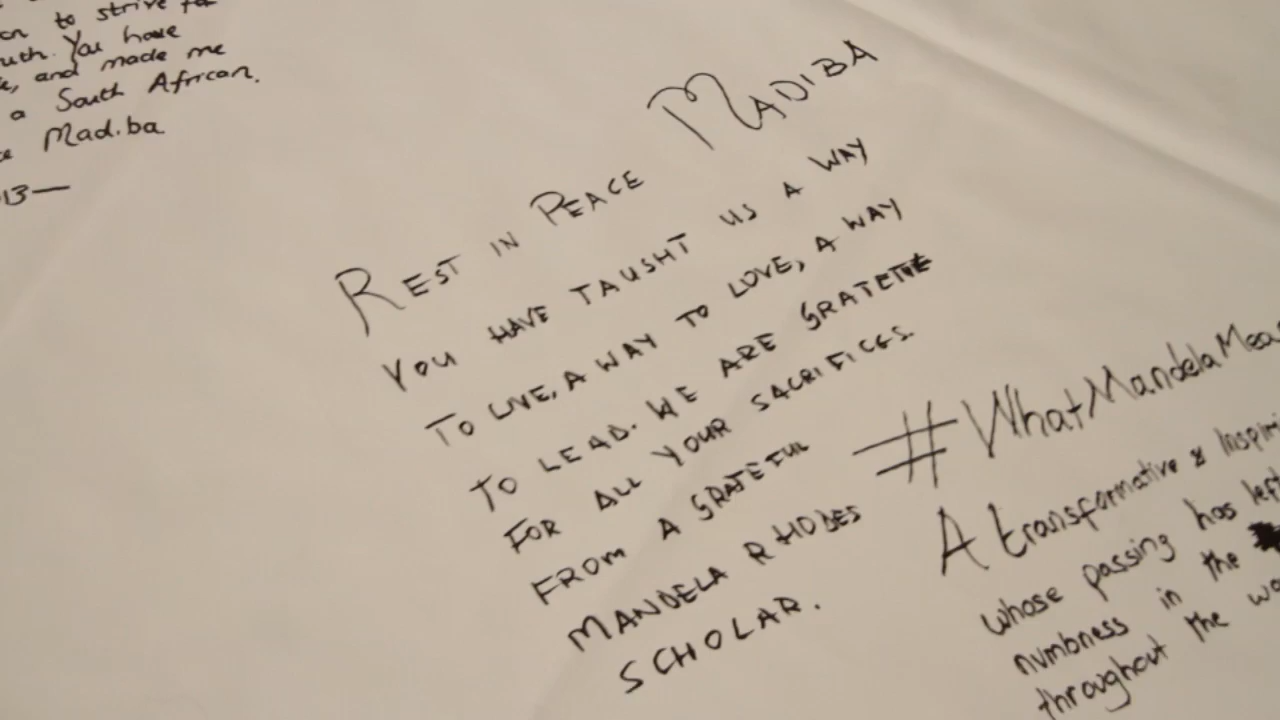 to strive for
You have
and made me
a South African.
Mad.ba
13—
REST IN PEACE MADIBA
YOU HAVE TAUGHT US A WAY
TO LIVE, A WAY TO LOVE, A WAY
TO LEAD. WE ARE GRATEFUL
FOR ALL YOUR SACRIFICES.
FROM A GRATEFUL
MANDELA RHODES
SCHOLAR.
#WhatMandelaMea
A transformative & Inspiri
whose passing has left
numbness in the
throughout the wo